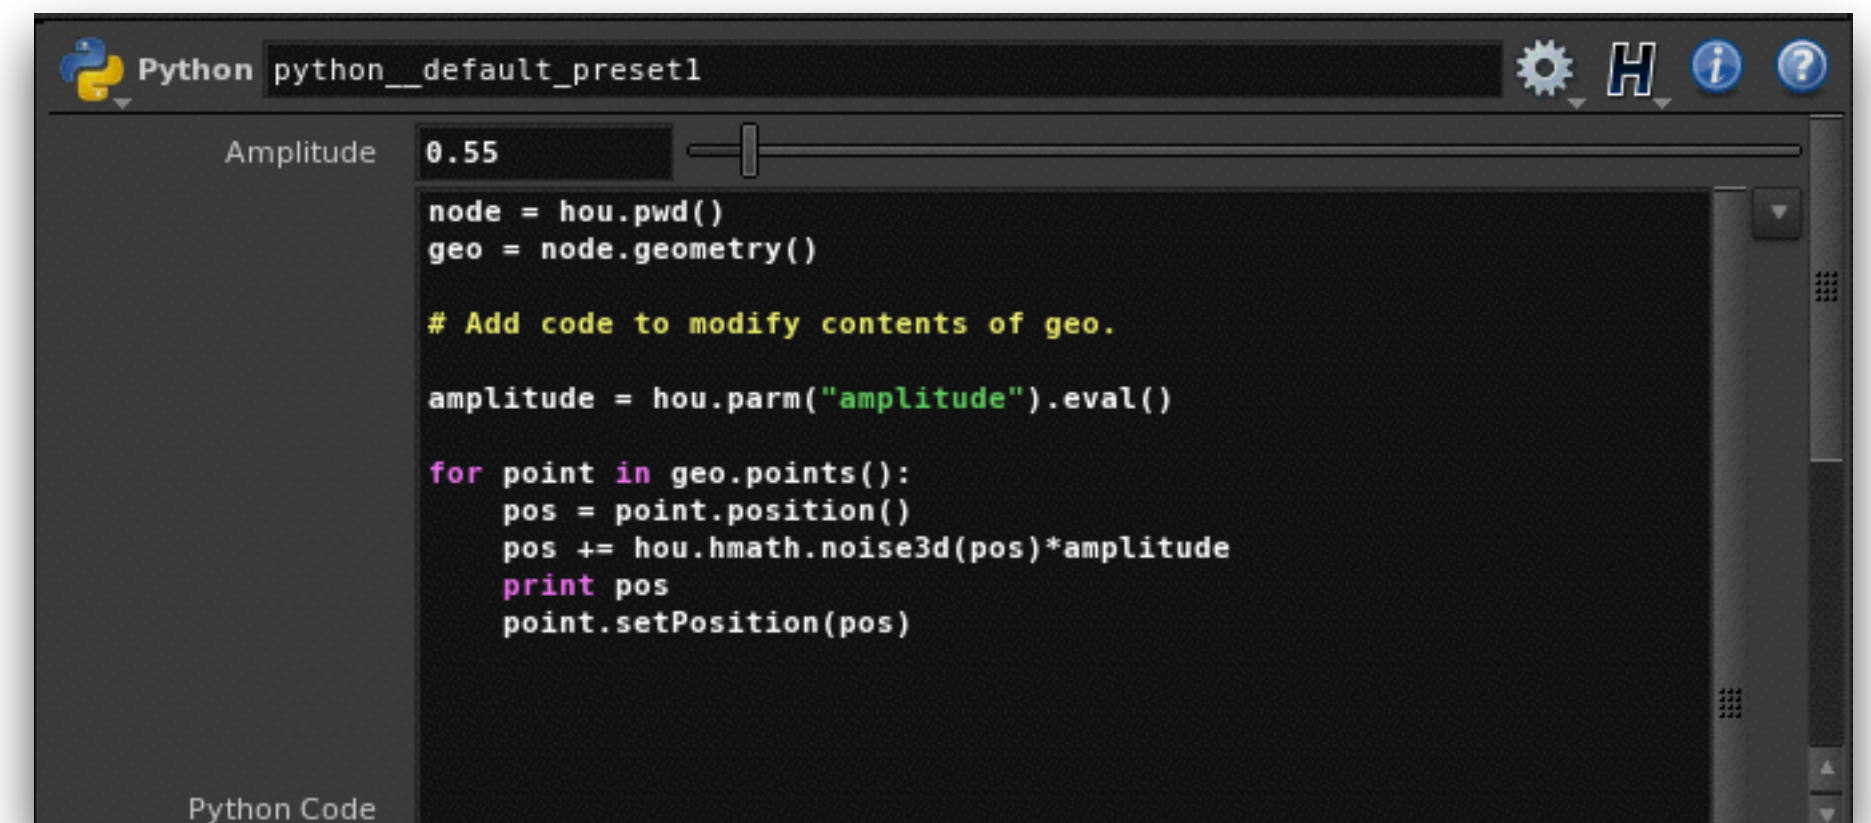 Python python__default_preset1
Amplitude 0.55
node = hou.pwd()
geo = node.geometry()
# Add code to modify contents of geo.
amplitude = hou.parm("amplitude").eval()
for point in geo.points():
    pos = point.position()
    pos += hou.hmath.noise3d(pos)*amplitude
    print pos
    point.setPosition(pos)
Python Code